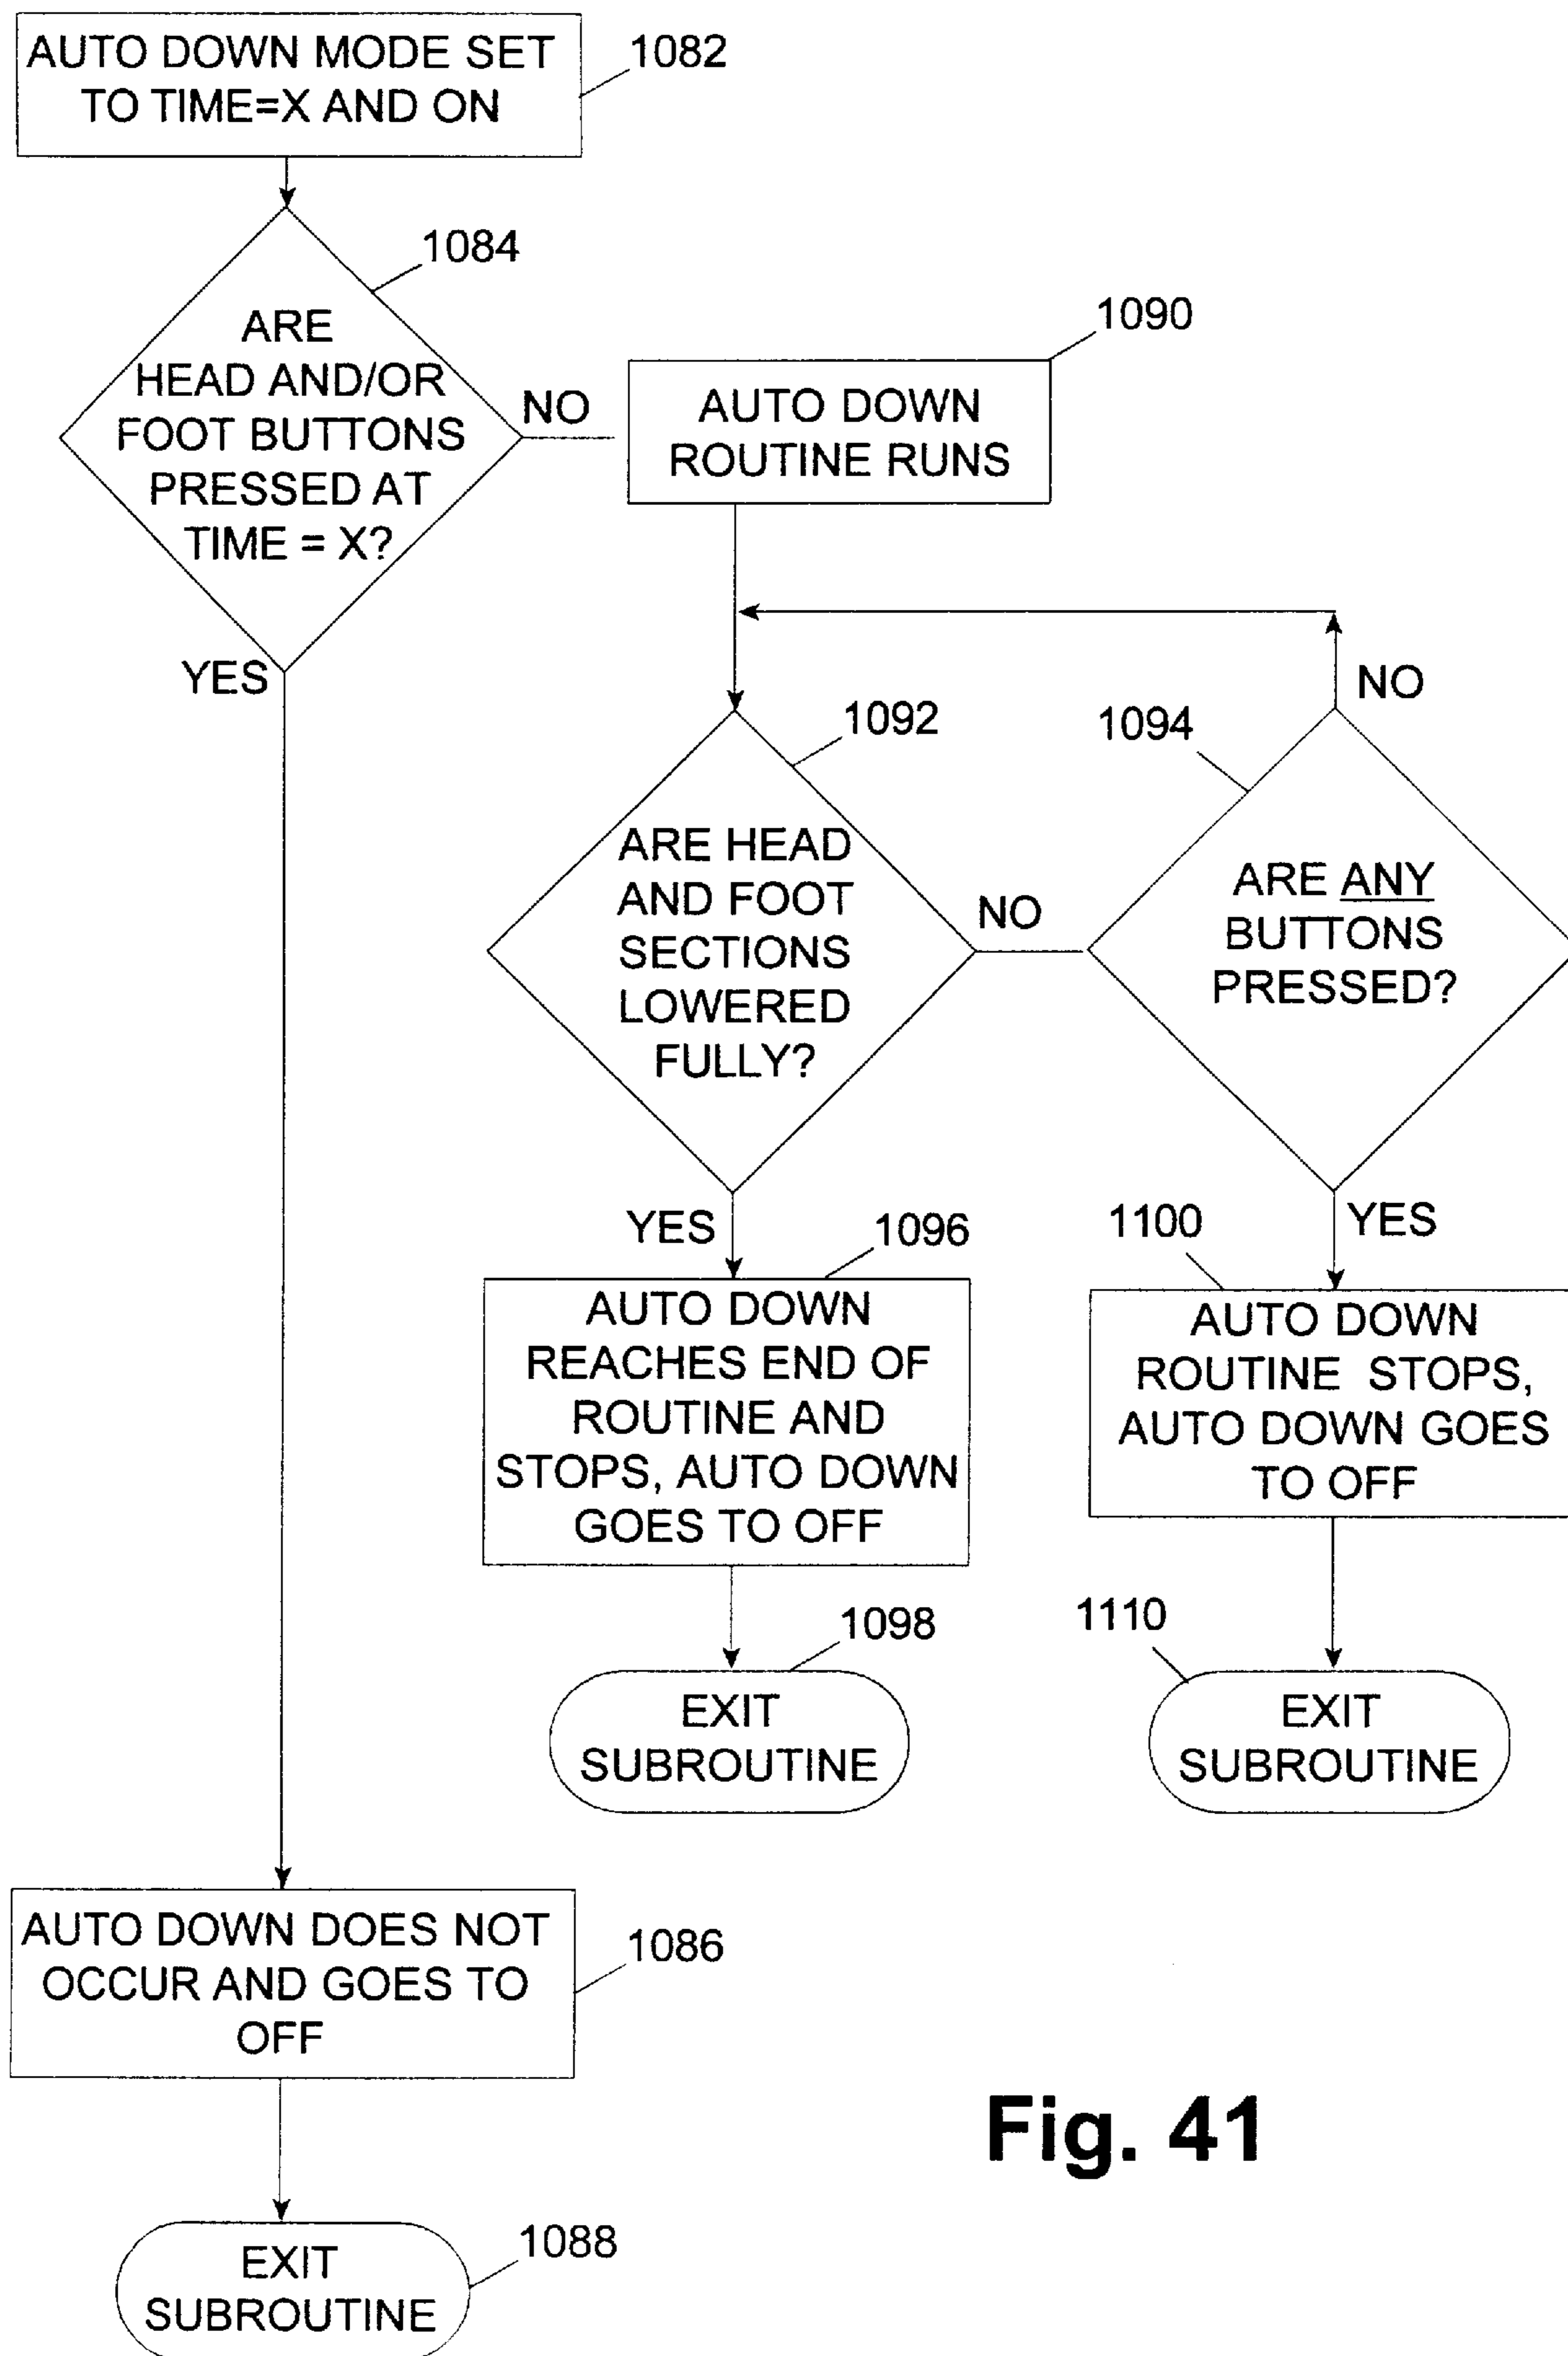 AUTO DOWN MODE SET
TO TIME=X AND ON
1082
1084
ARE
HEAD AND/OR
FOOT BUTTONS
PRESSED AT
TIME = X?
NO
YES
1090
AUTO DOWN
ROUTINE RUNS
1092
ARE HEAD
AND FOOT
SECTIONS
LOWERED
FULLY?
NO
YES
1094
NO
ARE ANY
BUTTONS
PRESSED?
YES
1096
AUTO DOWN
REACHES END OF
ROUTINE AND
STOPS, AUTO DOWN
GOES TO OFF
1100
AUTO DOWN
ROUTINE STOPS,
AUTO DOWN GOES
TO OFF
1098
EXIT
SUBROUTINE
1110
EXIT
SUBROUTINE
AUTO DOWN DOES NOT
OCCUR AND GOES TO
OFF
1086
EXIT
SUBROUTINE
1088
Fig. 41